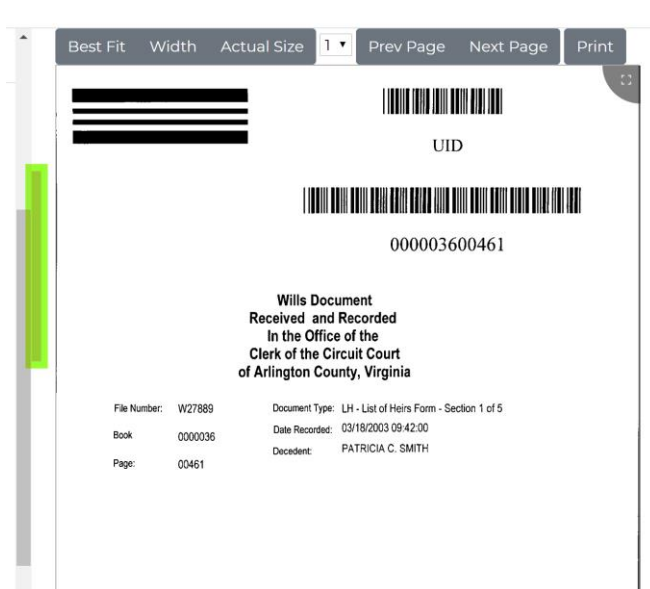 Best Fit Width Actual Size 1 Prev Page Next Page Print
UID
000003600461
Wills Document
Received and Recorded
In the Office of the
Clerk of the Circuit Court
of Arlington County, Virginia
File Number: W27889 Document Type: LH - List of Heirs Form - Section 1 of 5
Book 0000036 Date Recorded: 03/18/2003 09:42:00
Decedent: PATRICIA C. SMITH
Page: 00461